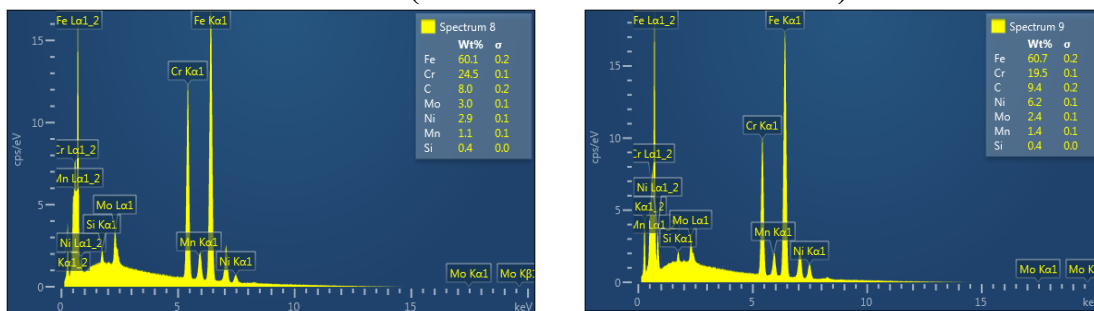 Fe Lα1_2
Fe Kα1
Cr Kα1
Cr Lα1_2
Mn Lα1_2
Mo Lα1
Si Kα1
Ni Lα1_2
Kα1_2
Mn Kα1
Ni Kα1
Mo Kα1
Mo Kβ1
cps/eV
15
10
5
0
0 5 10 15 keV
Spectrum 8
Wt% σ
Fe 60.1 0.2
Cr 24.5 0.1
C 8.0 0.2
Mo 3.0 0.1
Ni 2.9 0.1
Mn 1.1 0.1
Si 0.4 0.0
Fe Lα1_2
Fe Kα1
Cr Kα1
Cr Lα1_2
Ni Lα1_2
Kα1_2
Mn Lα1
Mo Lα1
Si Kα1
Mn Kα1
Ni Kα1
Mo Kα1
Mo K
cps/eV
15
10
5
0
0 5 10 15 keV
Spectrum 9
Wt% σ
Fe 60.7 0.2
Cr 19.5 0.1
C 9.4 0.2
Ni 6.2 0.1
Mo 2.4 0.1
Mn 1.4 0.1
Si 0.4 0.0